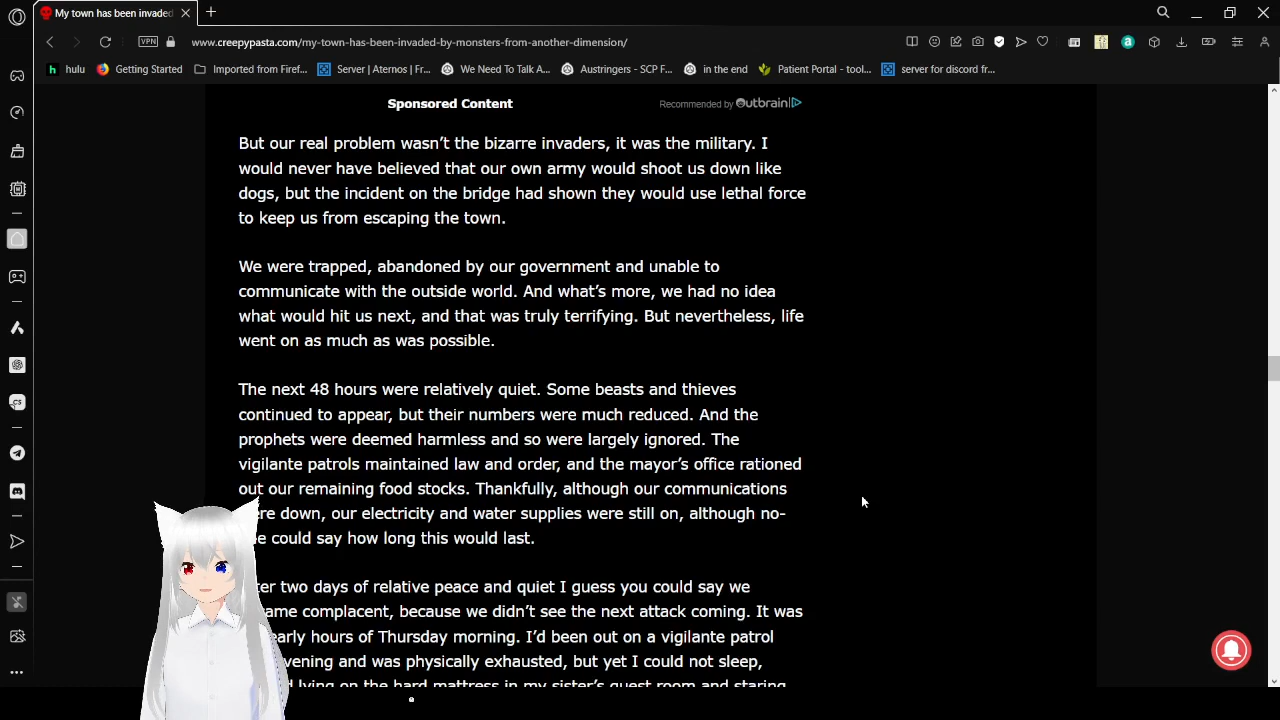 My town has been invaded
VPN
www.creepypasta.com/my-town-has-been-invaded-by-monsters-from-another-dimension/
hulu
Getting Started
Imported from Firef...
Server | Aternos | Fr...
We Need To Talk A...
Austringers - SCP F...
in the end
Patient Portal - tool...
server for discord fr...
Sponsored Content
Recommended by Outbrain
But our real problem wasn't the bizarre invaders, it was the military. I
would never have believed that our own army would shoot us down like
dogs, but the incident on the bridge had shown they would use lethal force
to keep us from escaping the town.
We were trapped, abandoned by our government and unable to
communicate with the outside world. And what's more, we had no idea
what would hit us next, and that was truly terrifying. But nevertheless, life
went on as much as was possible.
The next 48 hours were relatively quiet. Some beasts and thieves
continued to appear, but their numbers were much reduced. And the
prophets were deemed harmless and so were largely ignored. The
vigilante patrols maintained law and order, and the mayor's office rationed
out our remaining food stocks. Thankfully, although our communications
down, our electricity and water supplies were still on, although no-
could say how long this would last.
two days of relative peace and quiet I guess you could say we
complacent, because we didn't see the next attack coming. It was
early hours of Thursday morning. I'd been out on a vigilante patrol
evening and was physically exhausted, but yet I could not sleep,
lying on the hard mattress in my sister's guest room and staring